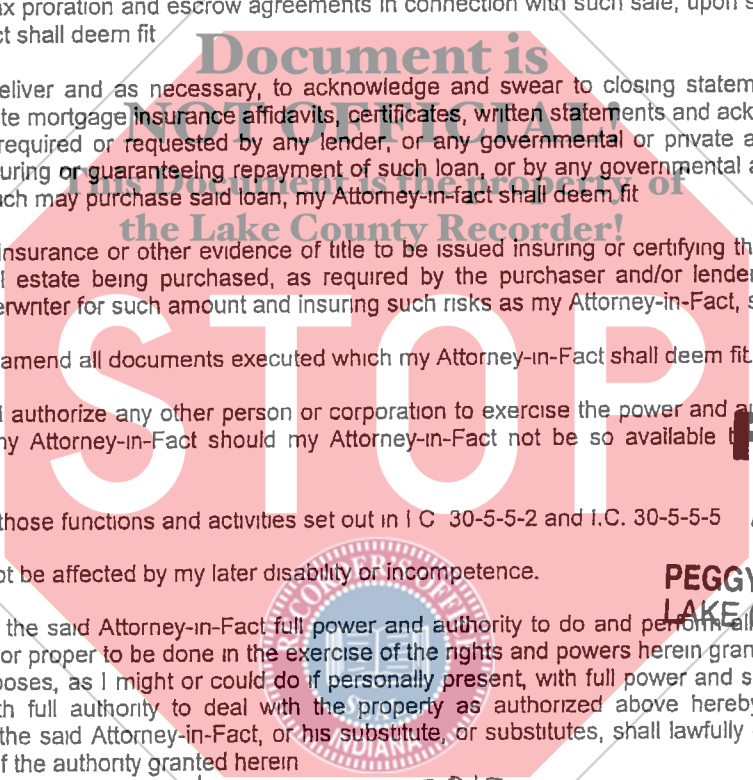 ax proration and escrow agreements in connection with such sale, upon s
ct shall deem fit
Document is
eliver and as necessary, to acknowledge and swear to closing statem
te mortgage insurance affidavits, certificates, written statements and ack
NOT OFFICIAL!
required or requested by any lender, or any governmental or private a
uring or guaranteeing repayment of such loan, or by any governmental a
This Document is the property of
ch may purchase said loan, my Attorney-in-fact shall deem fit
the Lake County Recorder!
insurance or other evidence of title to be issued insuring or certifying th
l estate being purchased, as required by the purchaser and/or lender
erwriter for such amount and insuring such risks as my Attorney-in-Fact, s
STOP
amend all documents executed which my Attorney-in-Fact shall deem fit.
l authorize any other person or corporation to exercise the power and au
ny Attorney-in-Fact should my Attorney-in-Fact not be so available
those functions and activities set out in I C 30-5-5-2 and I.C. 30-5-5-5
ot be affected by my later disability or incompetence.
PEGGY
LAKE
the said Attorney-in-Fact full power and authority to do and perform all
or proper to be done in the exercise of the rights and powers herein gran
poses, as I might or could do if personally present, with full power and s
th full authority to deal with the property as authorized above hereby
the said Attorney-in-Fact, or his substitute, or substitutes, shall lawfully
f the authority granted herein
RECORDER'S OFFICE
SEAL
INDIANA